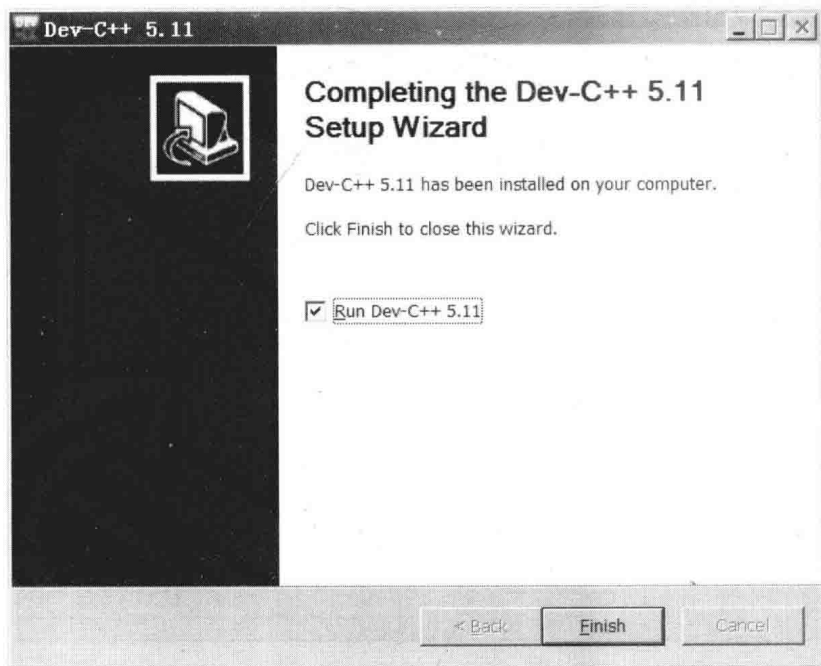 Dev-C++ 5.11
Completing the Dev-C++ 5.11
Setup Wizard
Dev-C++ 5.11 has been installed on your computer.
Click Finish to close this wizard.
Run Dev-C++ 5.11
< Back
Finish
Cancel